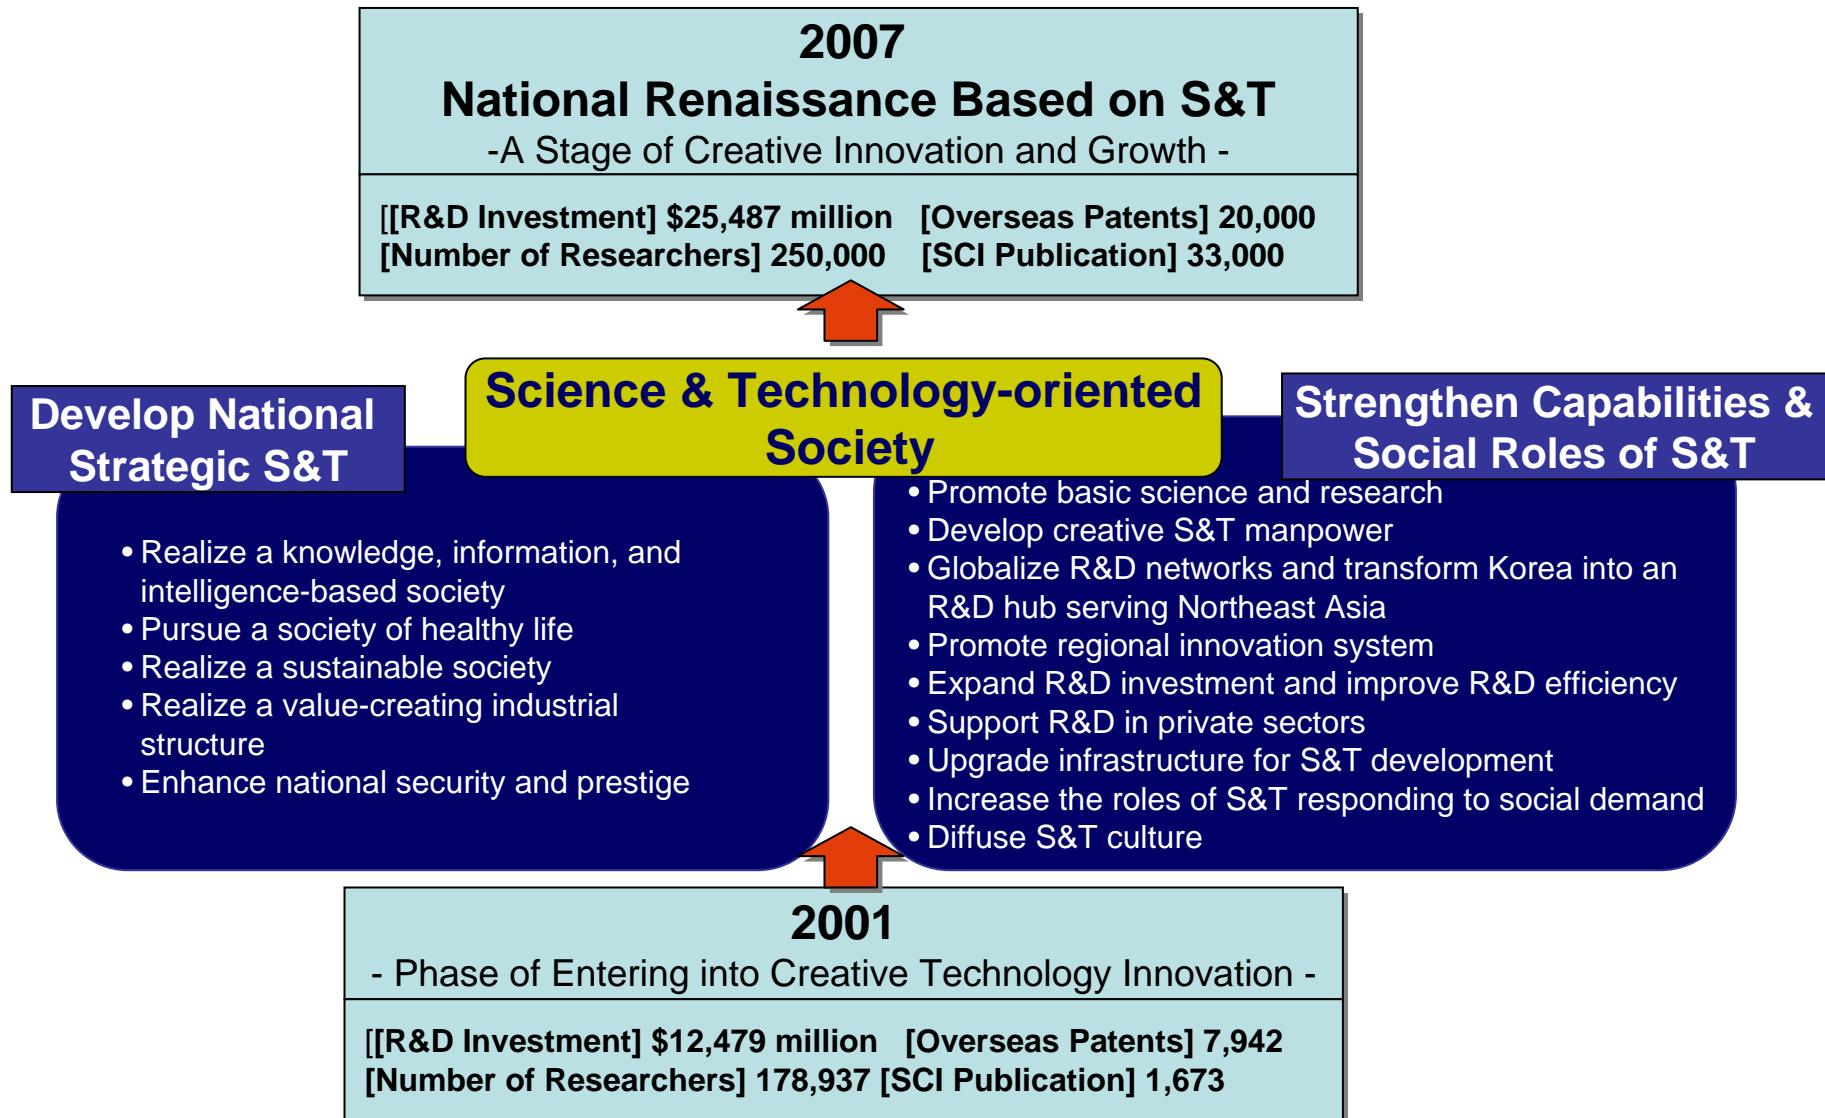 2007
National Renaissance Based on S&T
-A Stage of Creative Innovation and Growth -
[[R&D Investment] $25,487 million [Overseas Patents] 20,000
[Number of Researchers] 250,000 [SCI Publication] 33,000
Science & Technology-oriented
Society
Develop National
Strategic S&T
• Realize a knowledge, information, and
intelligence-based society
• Pursue a society of healthy life
• Realize a sustainable society
• Realize a value-creating industrial
structure
• Enhance national security and prestige
Strengthen Capabilities &
Social Roles of S&T
• Promote basic science and research
• Develop creative S&T manpower
• Globalize R&D networks and transform Korea into an
R&D hub serving Northeast Asia
• Promote regional innovation system
• Expand R&D investment and improve R&D efficiency
• Support R&D in private sectors
• Upgrade infrastructure for S&T development
• Increase the roles of S&T responding to social demand
• Diffuse S&T culture
2001
- Phase of Entering into Creative Technology Innovation -
[[R&D Investment] $12,479 million [Overseas Patents] 7,942
[Number of Researchers] 178,937 [SCI Publication] 1,673